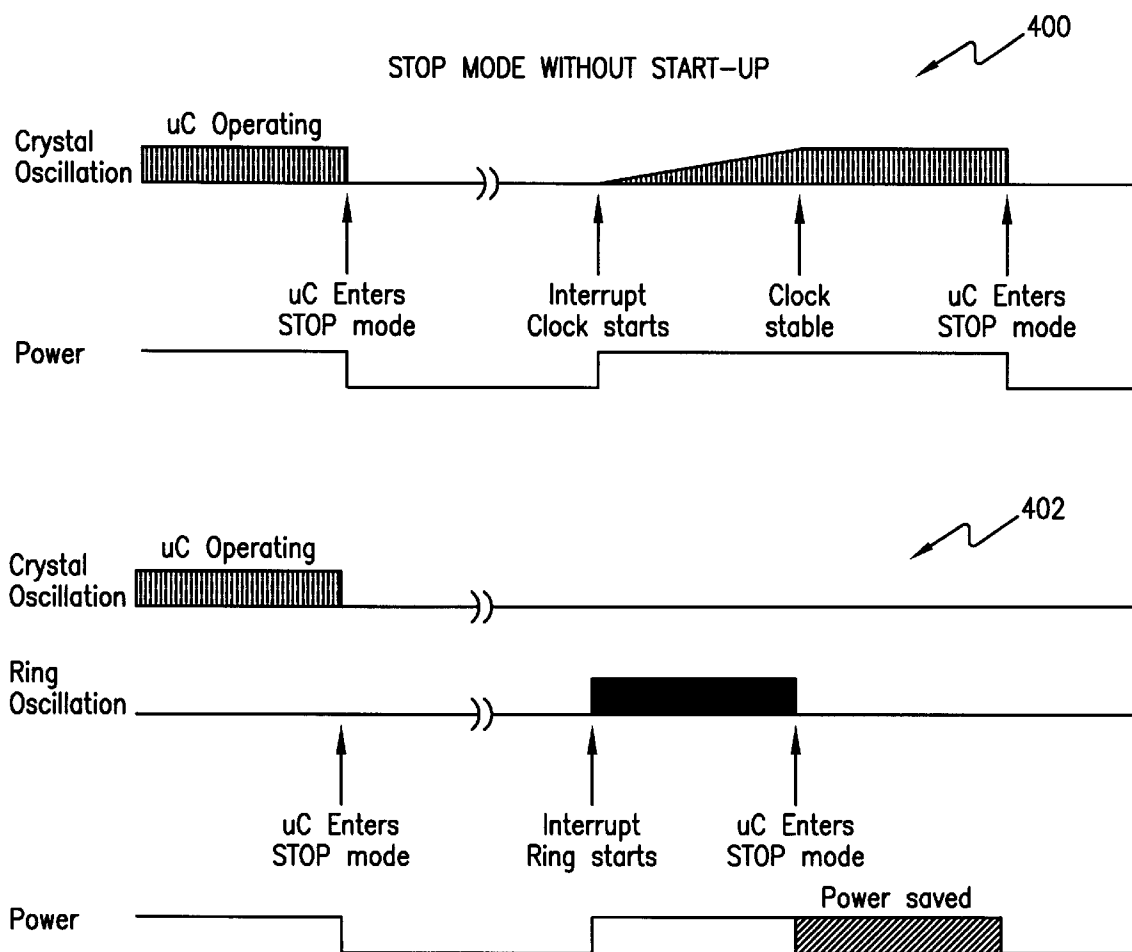 400
STOP MODE WITHOUT START-UP
uC Operating
Crystal
Oscillation
uC Enters
STOP mode
Interrupt
Clock starts
Clock
stable
uC Enters
STOP mode
Power
402
uC Operating
Crystal
Oscillation
Ring
Oscillation
uC Enters
STOP mode
Interrupt
Ring starts
uC Enters
STOP mode
Power saved
Power